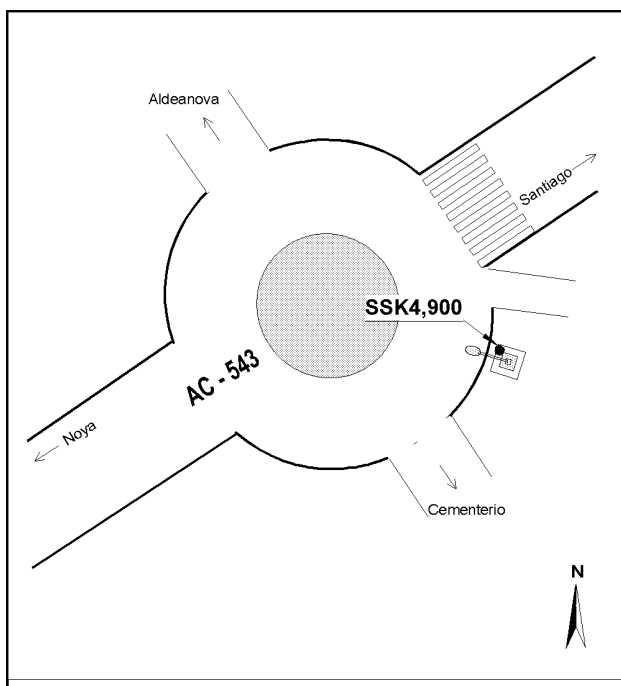 Aldeanova
Santiago
SSK4,900
AC - 543
Noya
Cementerio
N